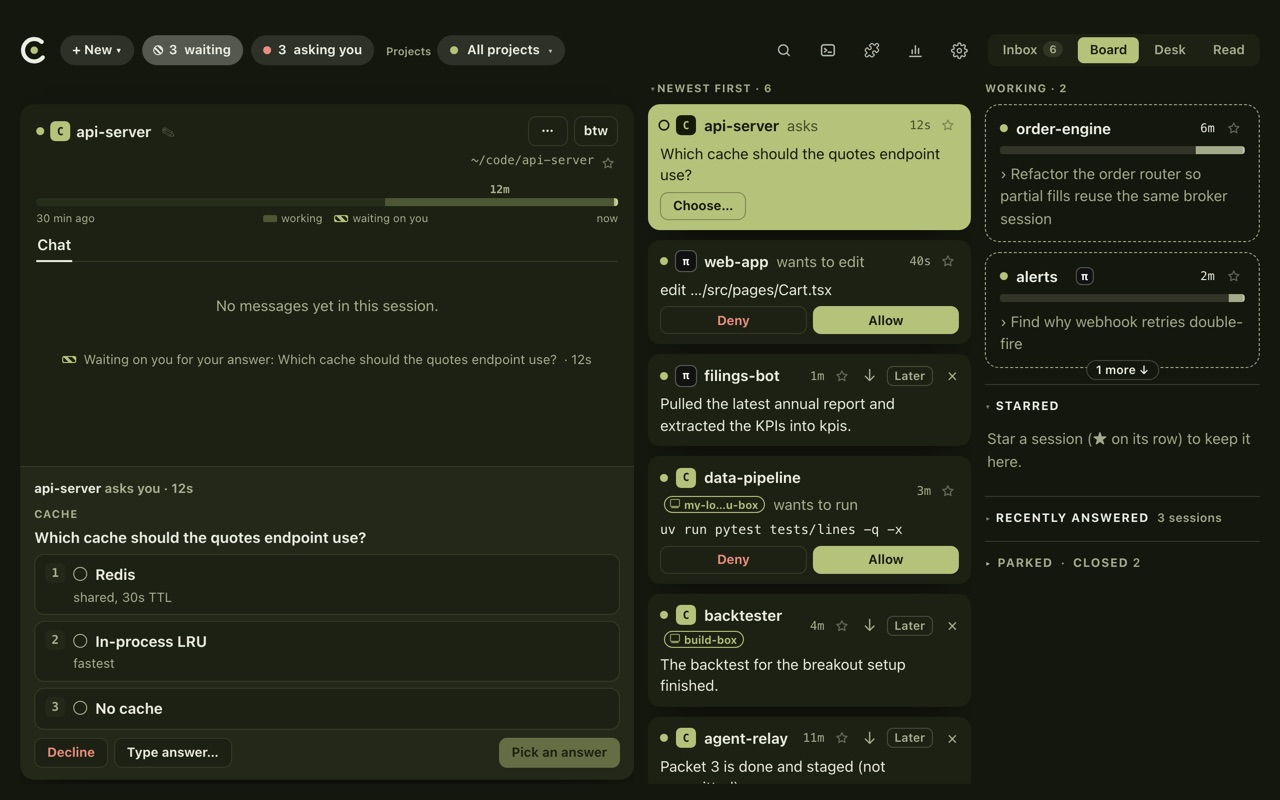 + New ▾
3 waiting
3 asking you
Projects
All projects ▾
Inbox 6
Board
Desk
Read
C api-server
...
btw
~/code/api-server
12m
30 min ago
working
waiting on you
now
Chat
No messages yet in this session.
Waiting on you for your answer: Which cache should the quotes endpoint use? · 12s
api-server asks you · 12s
CACHE
Which cache should the quotes endpoint use?
1 Redis
shared, 30s TTL
2 In-process LRU
fastest
3 No cache
Decline
Type answer...
Pick an answer
NEWEST FIRST · 6
C api-server asks 12s
Which cache should the quotes endpoint
use?
Choose...
π web-app wants to edit 40s
edit …/src/pages/Cart.tsx
Deny
Allow
π filings-bot 1m ↓ Later ×
Pulled the latest annual report and
extracted the KPIs into kpis.
C data-pipeline
my-lo...u-box wants to run 3m
uv run pytest tests/lines -q -x
Deny
Allow
C backtester 4m ↓ Later ×
build-box
The backtest for the breakout setup
finished.
C agent-relay 11m ↓ Later ×
Packet 3 is done and staged (not
WORKING · 2
order-engine 6m
› Refactor the order router so
partial fills reuse the same broker
session
alerts π 2m
› Find why webhook retries double-
fire
1 more ↓
STARRED
Star a session (★ on its row) to keep it
here.
RECENTLY ANSWERED 3 sessions
PARKED · CLOSED 2